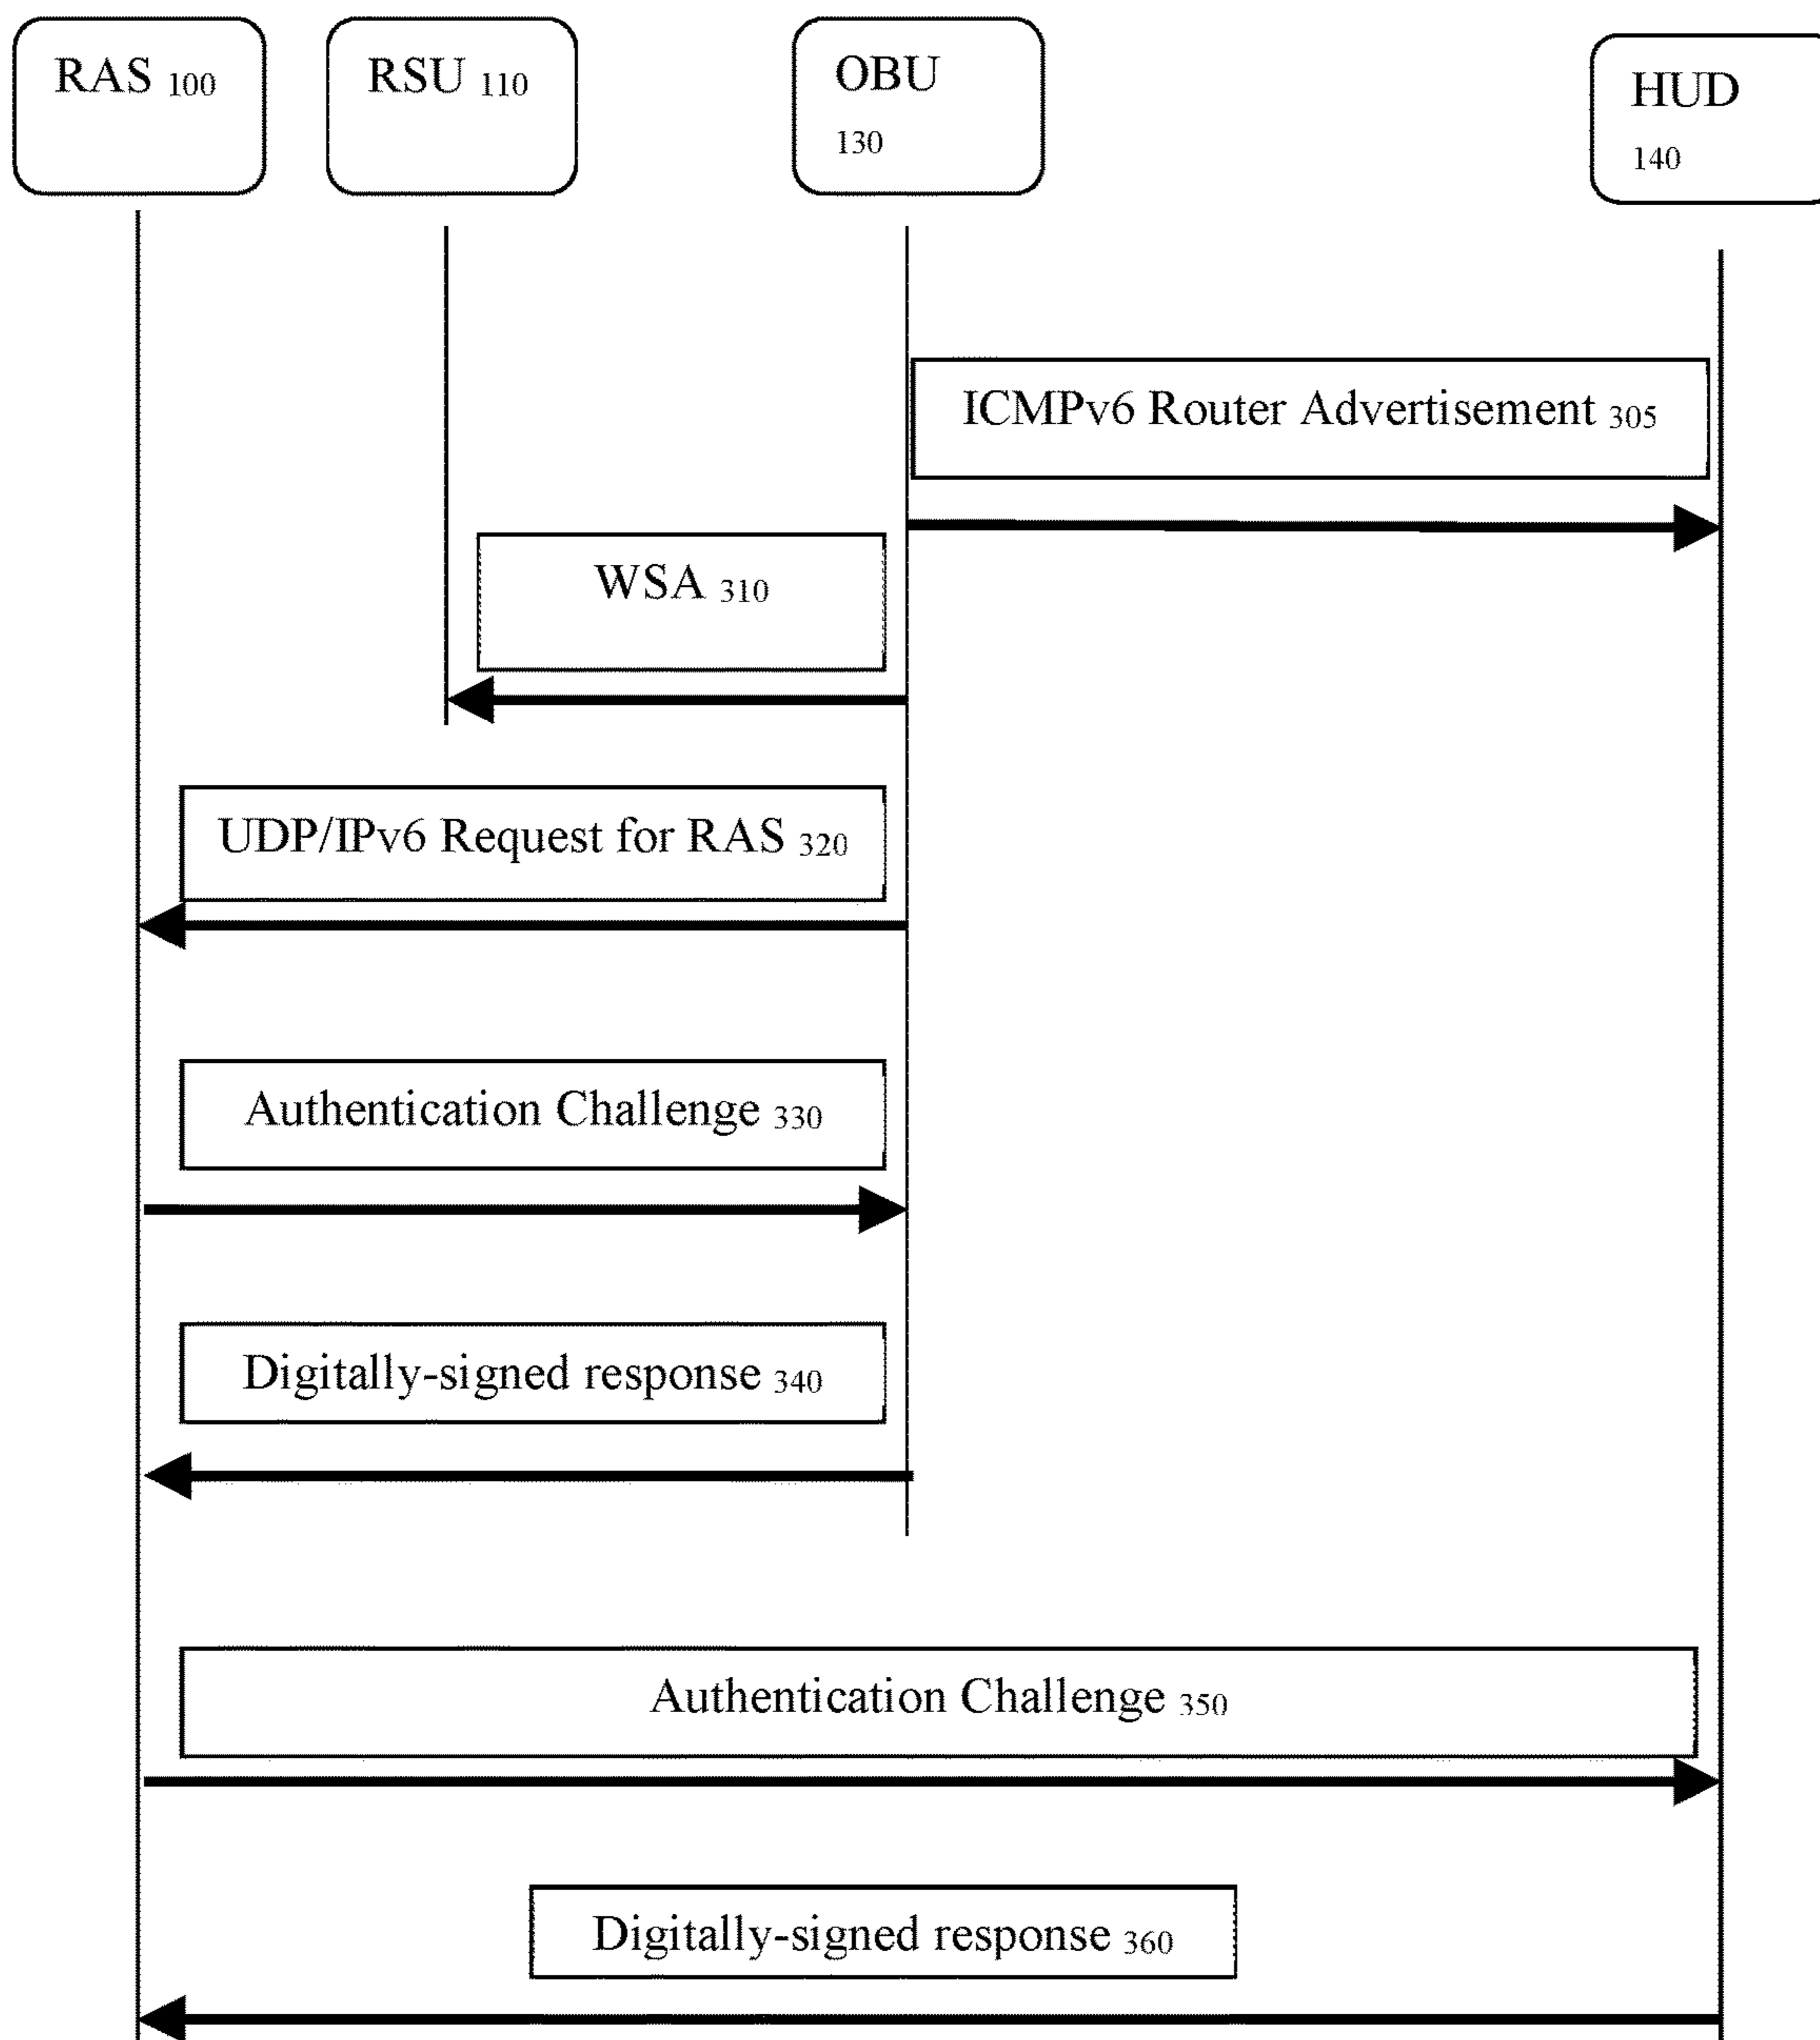 RAS 100
RSU 110
OBU
130
HUD
140
ICMPv6 Router Advertisement 305
WSA 310
UDP/IPv6 Request for RAS 320
Authentication Challenge 330
Digitally-signed response 340
Authentication Challenge 350
Digitally-signed response 360